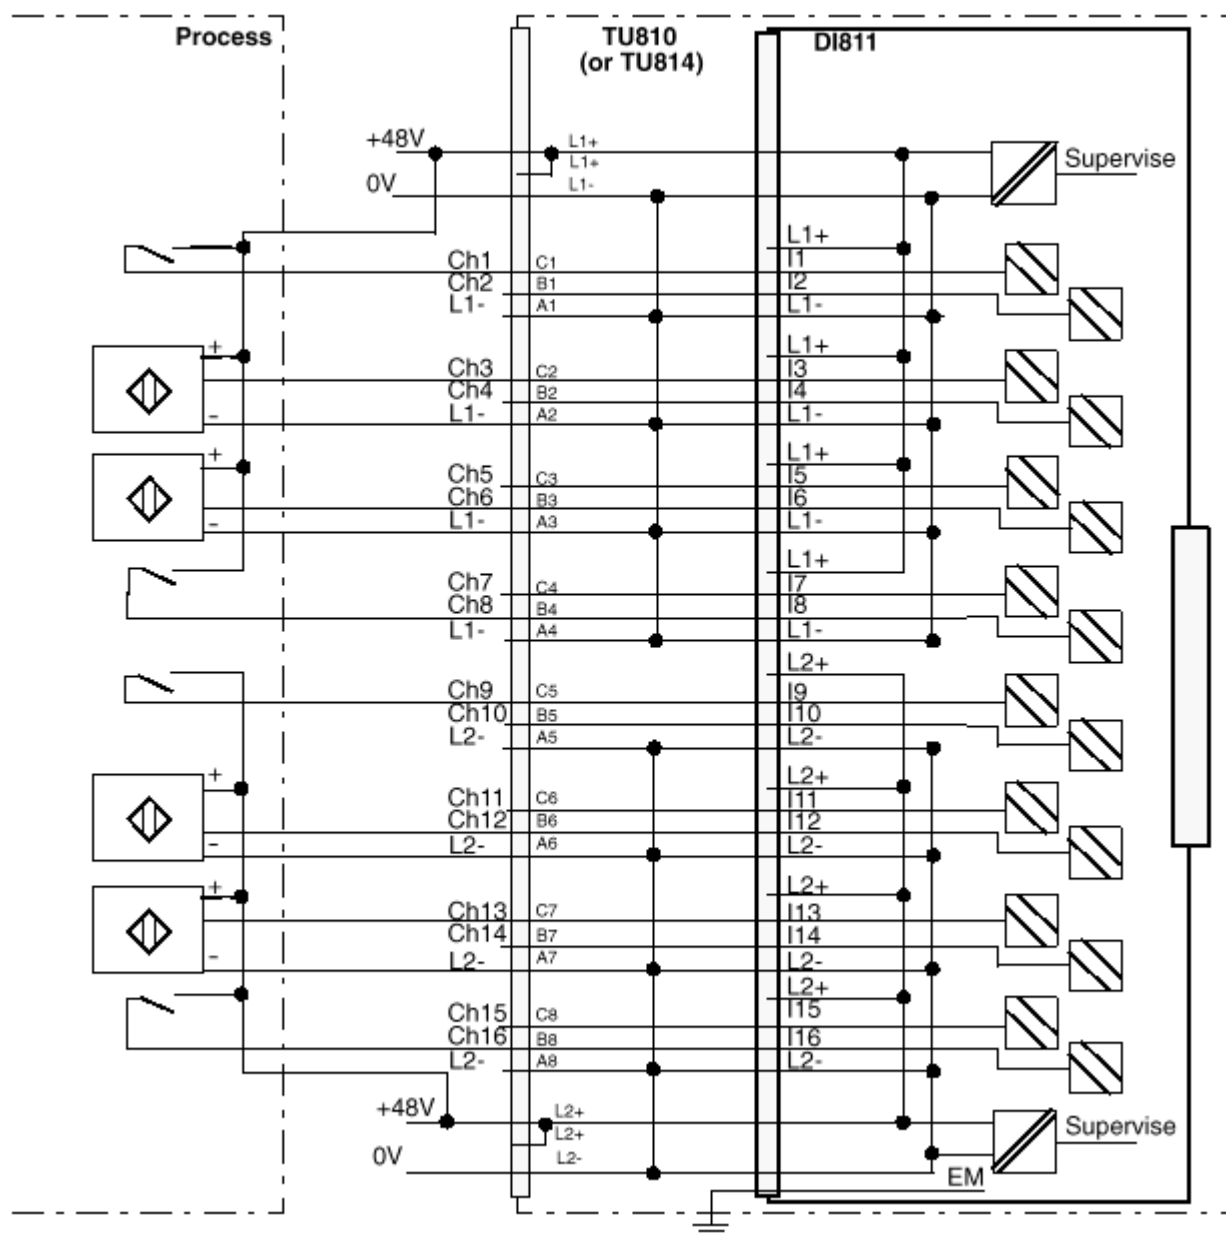 Process
TU810
(or TU814)
DI811
+48V
L1+
L1+
0V
L1-
Supervise
L1+
Ch1 C1 I1
Ch2 B1 I2
L1- A1 L1-
+
L1+
Ch3 C2 I3
Ch4 B2 I4
-
L1- A2 L1-
+
L1+
Ch5 C3 I5
Ch6 B3 I6
-
L1- A3 L1-
L1+
Ch7 C4 I7
Ch8 B4 I8
L1- A4 L1-
L2+
Ch9 C5 I9
Ch10 B5 I10
L2- A5 L2-
+
L2+
Ch11 C6 I11
Ch12 B6 I12
-
L2- A6 L2-
+
L2+
Ch13 C7 I13
Ch14 B7 I14
-
L2- A7 L2-
L2+
Ch15 C8 I15
Ch16 B8 I16
L2- A8 L2-
+48V
L2+
L2+
0V
L2-
Supervise
EM